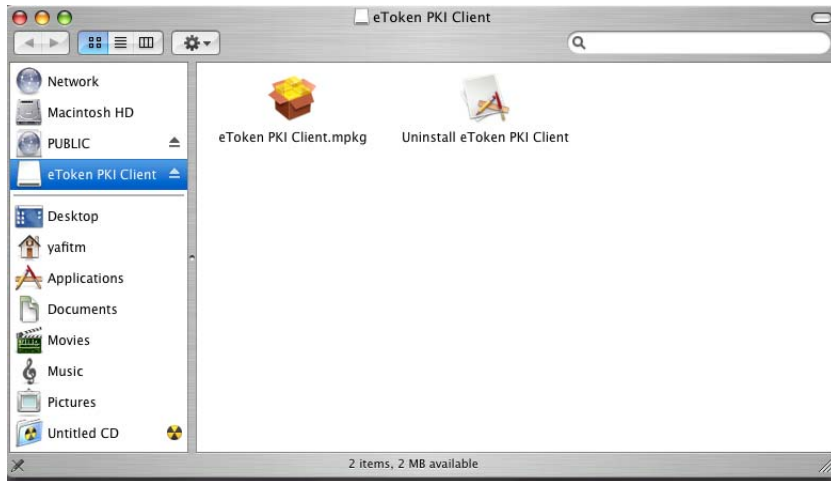 eToken PKI Client
Network
Macintosh HD
PUBLIC
eToken PKI Client
Desktop
yafitm
Applications
Documents
Movies
Music
Pictures
Untitled CD
eToken PKI Client.mpkg
Uninstall eToken PKI Client
2 items, 2 MB available